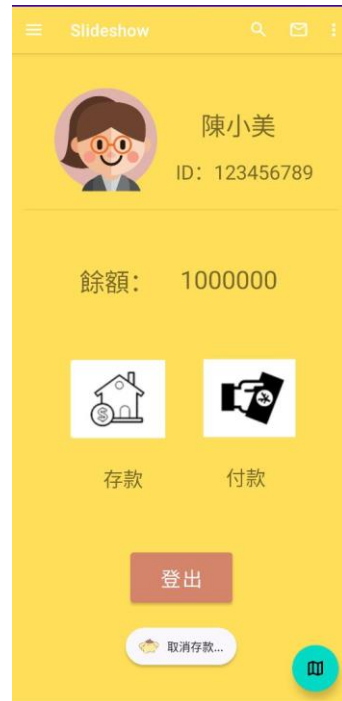 Slideshow
陳小美
ID：123456789
餘額： 1000000
存款 付款
登出
取消存款...